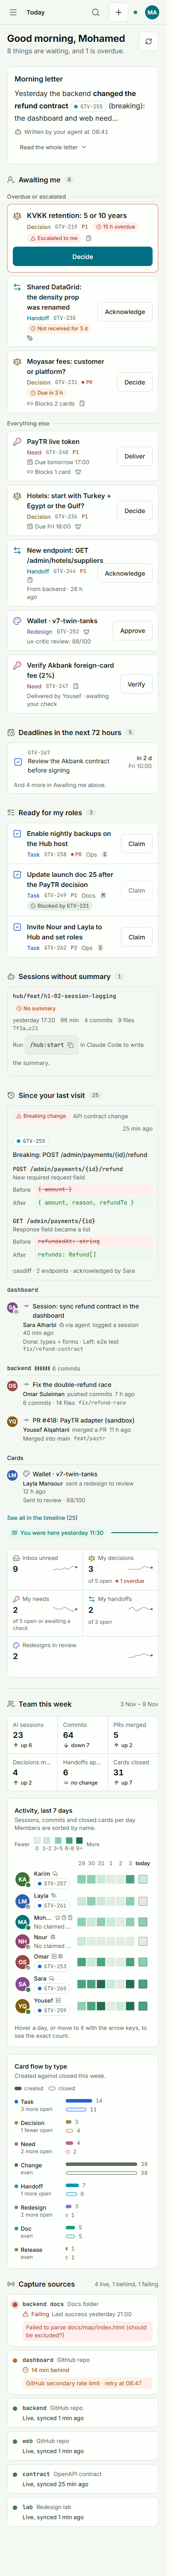 Today
MA
Good morning, Mohamed
8 things are waiting, and 1 is overdue.
Morning letter
Yesterday the backend changed the
refund contract GTV-255 (breaking):
the dashboard and web need...
Written by your agent at 08:41
Read the whole letter
Awaiting me 8
Overdue or escalated
KVKK retention: 5 or 10 years
Decision GTV-219 P1 15 h overdue
Escalated to me
Decide
Shared DataGrid:
the density prop
was renamed
Handoff GTV-238
Not received for 3 d
Acknowledge
Moyasar fees: customer
or platform?
Decision GTV-231 P0
Due in 3 h
Blocks 2 cards
Decide
Everything else
PayTR live token
Need GTV-240 P1
Due tomorrow 17:00
Blocks 1 card
Deliver
Hotels: start with Turkey +
Egypt or the Gulf?
Decision GTV-236 P1
Due Fri 18:00
Decide
New endpoint: GET
/admin/hotels/suppliers
Handoff GTV-244 P1
From backend · 26 h
ago
Acknowledge
Wallet · v7-twin-tanks
Redesign GTV-252
ux-critic review: 88/100
Approve
Verify Akbank foreign-card
fee (2%)
Need GTV-247
Delivered by Yousef · awaiting
your check
Verify
Deadlines in the next 72 hours 5
GTV-267
Review the Akbank contract
before signing
in 2 d
Fri 10:00
And 4 more in Awaiting me above.
Ready for my roles 3
Enable nightly backups on
the Hub host
Task GTV-258 P0 Ops S
Claim
Update launch doc 25 after
the PayTR decision
Task GTV-249 P1 Docs M
Blocked by GTV-231
Claim
Invite Nour and Layla to
Hub and set roles
Task GTV-262 P2 Ops S
Claim
Sessions without summary 1
hub/feat/h1-02-session-logging
No summary
yesterday 17:20 96 min 4 commits 9 files
7f3a…c21
Run /hub:start in Claude Code to write
the summary.
Since your last visit 25
Breaking change API contract change
25 min ago
GTV-255
Breaking: POST /admin/payments/{id}/refund
POST /admin/payments/{id}/refund
New required request field
Before { amount }
After { amount, reason, refundTo }
GET /admin/payments/{id}
Response field became a list
Before refundedAt: string
After refunds: Refund[]
oasdiff · 2 endpoints · acknowledged by Sara
dashboard
Session: sync refund contract in the
dashboard
Sara Alharbi via agent logged a session
40 min ago
Done: types + forms · Left: e2e test
fix/refund-contract
backend 6 commits
OS
Fix the double-refund race
Omar Suleiman pushed commits 7 h ago
6 commits · 14 files fix/refund-race
YO
PR #418: PayTR adapter (sandbox)
Yousef Alqahtani merged a PR 11 h ago
Merged into main feat/paytr
Cards
LM
Wallet · v7-twin-tanks
Layla Mansour sent a redesign to review
12 h ago
Sent to review · 88/100
See all in the timeline (25)
You were here yesterday 11:30
Inbox unread
9
My decisions
3
of 5 open 1 overdue
My needs
2
of 5 open or awaiting a
check
My handoffs
2
of 3 open
Redesigns in review
2
Team this week 3 Nov – 9 Nov
AI sessions
23
up 6
Commits
64
down 7
PRs merged
5
up 2
Decisions m...
4
up 2
Handoffs ap...
6
no change
Cards closed
31
up 7
Activity, last 7 days
Sessions, commits and closed cards per day.
Members are sorted by name.
Fewer More
0 1-2 3-5 6-8 9+
29 30 31 1 2 3 today
KA
Karim
GTV-257
LM
Layla
GTV-261
MA
Moh...
No claimed ...
NH
Nour
No claimed ...
OS
Omar
GTV-253
SA
Sara
GTV-260
YO
Yousef
GTV-259
Hover a day, or move to it with the arrow keys, to
see the exact count.
Card flow by type
Created against closed this week.
created closed
Task
3 more open
14
11
Decision
1 fewer open
3
4
Need
2 more open
4
2
Change
even
38
38
Handoff
1 more open
7
6
Redesign
2 more open
3
1
Doc
even
5
5
Release
even
1
1
Capture sources 4 live, 1 behind, 1 failing
backend docs Docs folder
Failing Last success yesterday 21:00
Failed to parse docs/map/index.html (should
be excluded?)
dashboard GitHub repo
14 min behind
GitHub secondary rate limit · retry at 08:47
backend GitHub repo
Live, synced 1 min ago
web GitHub repo
Live, synced 1 min ago
contract OpenAPI contract
Live, synced 25 min ago
lab Redesign lab
Live, synced 1 min ago